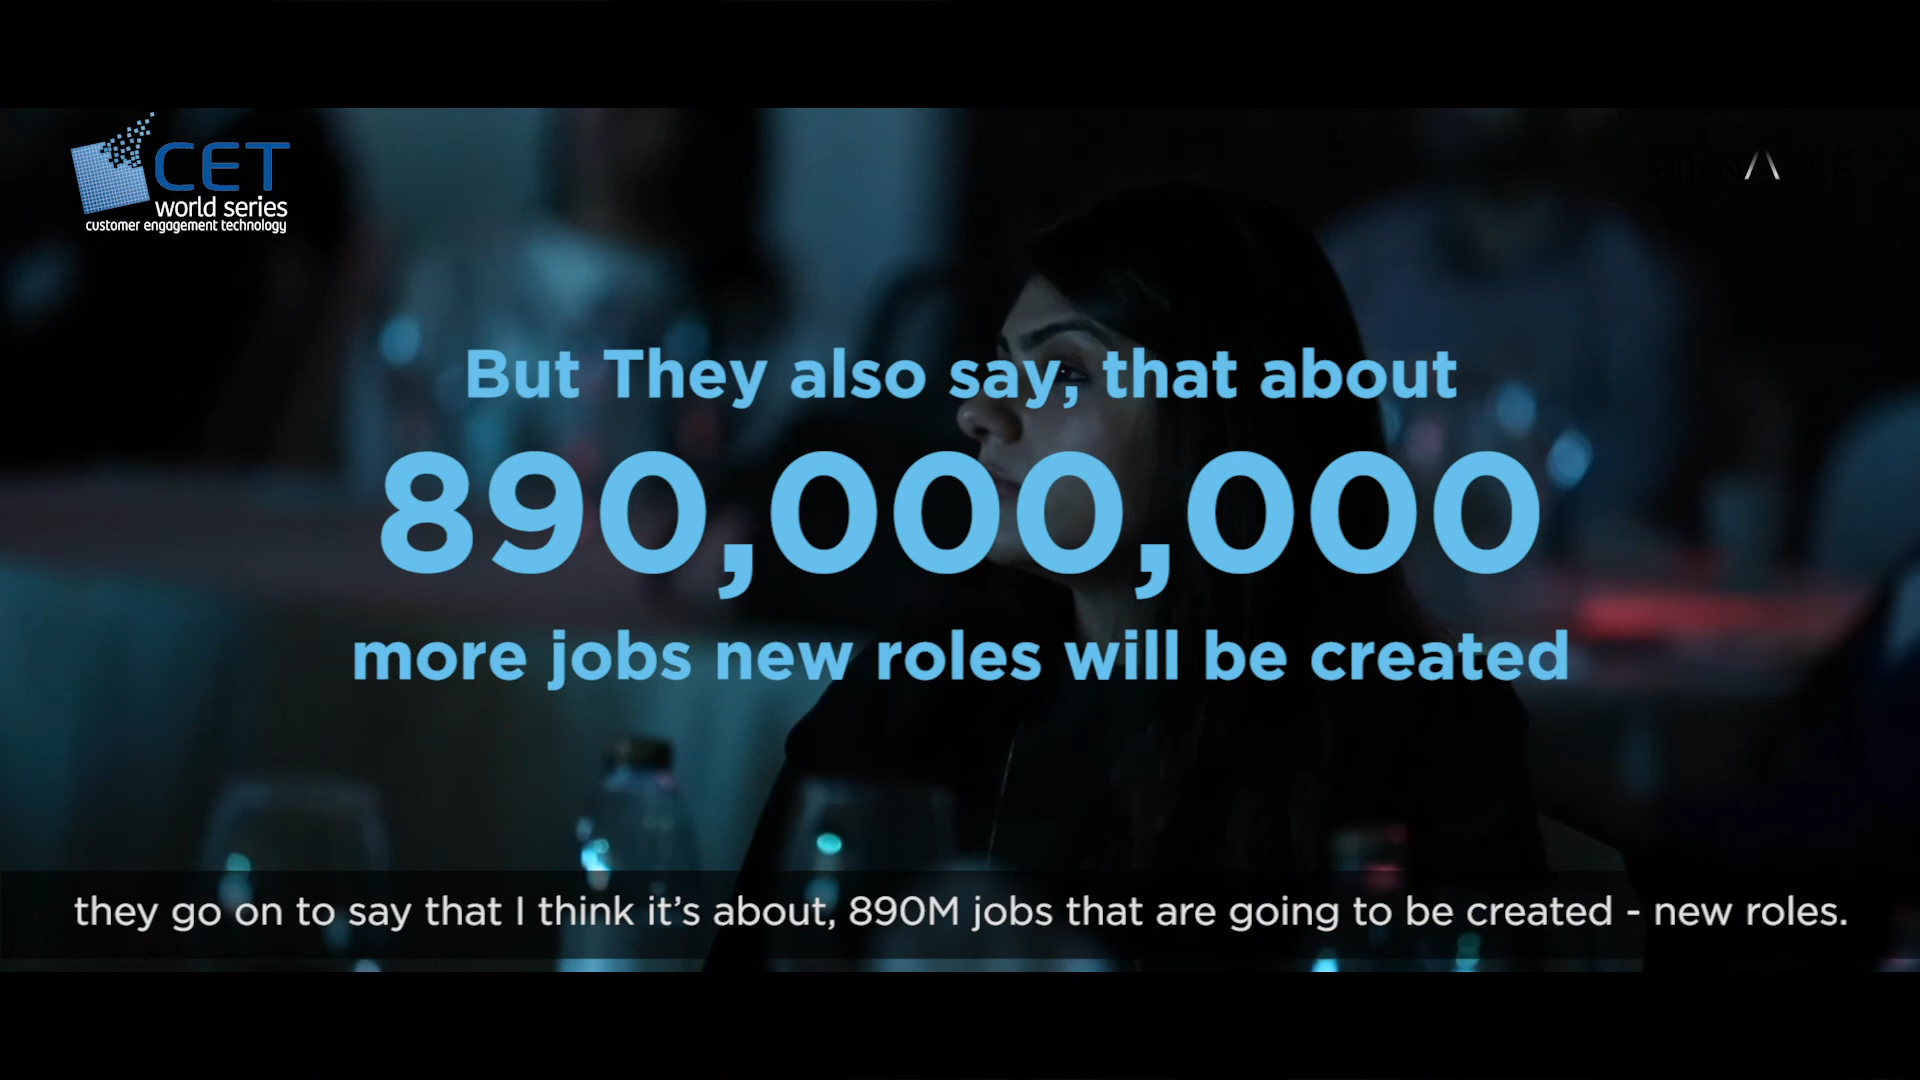 CET
world series
customer engagement technology
But They also say, that about
890,000,000
more jobs new roles will be created
they go on to say that I think it's about, 890M jobs that are going to be created - new roles.